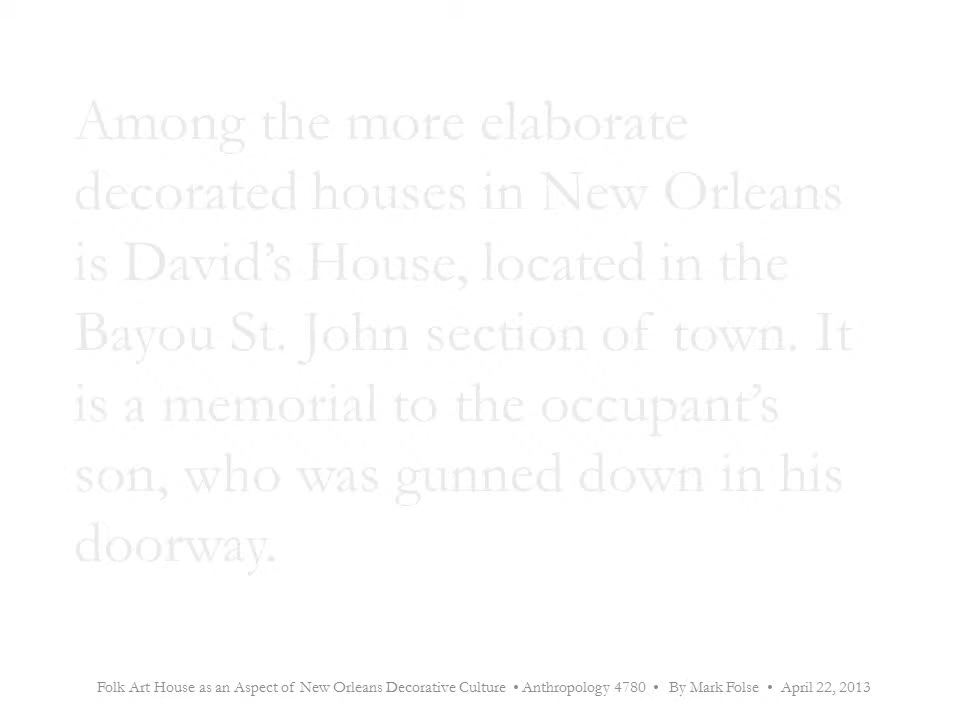 Among the more elaborate
decorated houses in New Orleans
is David’s House, located in the
Bayou St. John section of town. It
is a memorial to the occupant’s
son, who was gunned down in his
doorway.
Folk Art House as an Aspect of New Orleans Decorative Culture • Anthropology 4780 • By Mark Folse • April 22, 2013